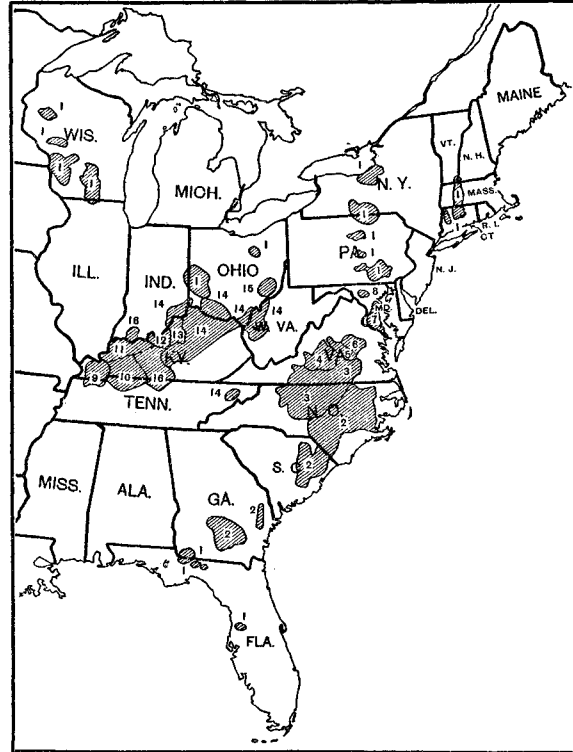 MAINE
1
WIS.
1
VT.
N. H.
1
MICH.
N. Y.
MASS.
1
1
1
1
R. I.
CT
1
PA.
1
OHIO
1
1
N. J.
ILL.
IND.
1
15
8
MD.
DEL.
14
14
14
W. VA.
7
16
14
11
12
13
KY.
6
VA.
5
4
3
9
10
16
TENN.
14
3
N. C.
2
S. C.
2
MISS.
ALA.
GA.
2
2
1
1
1
FLA.